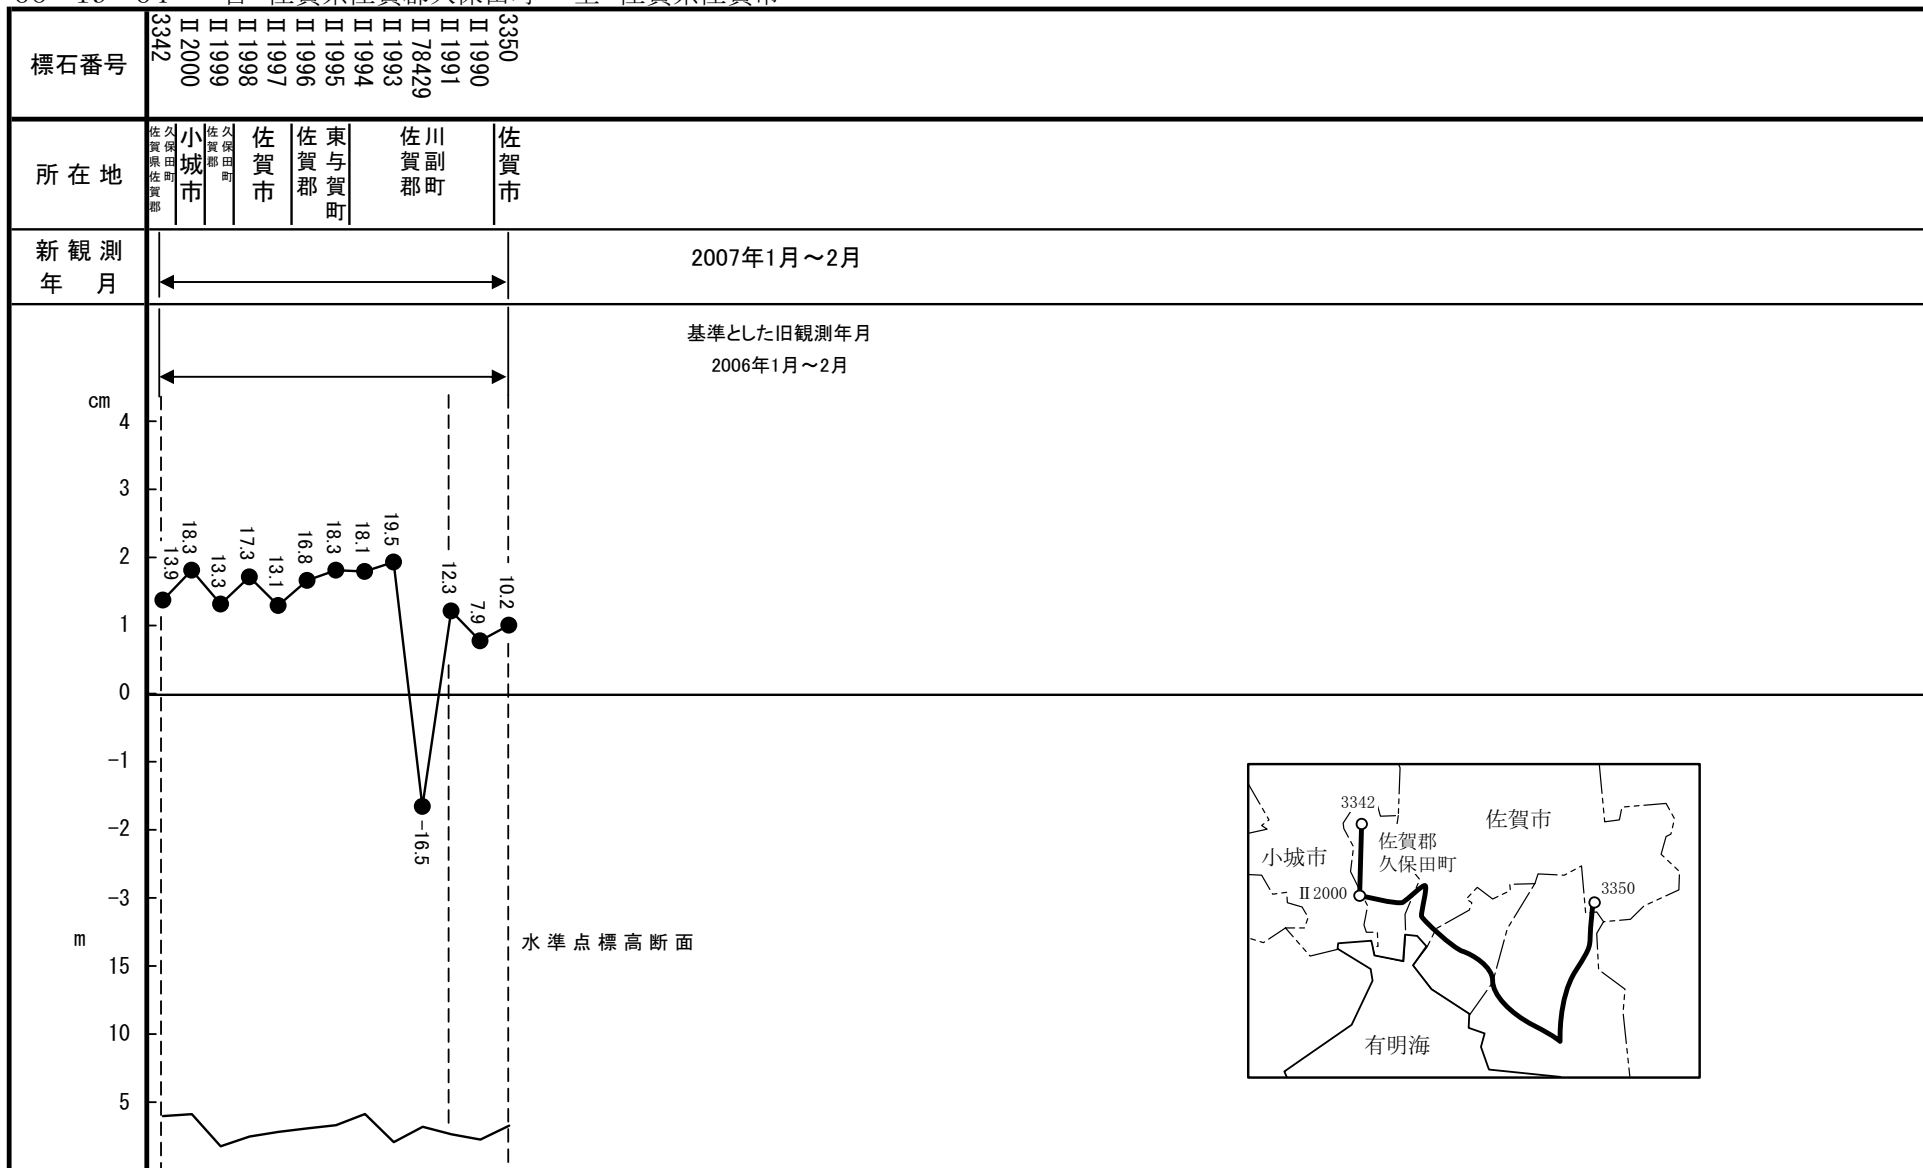 標石番号
3342
Ⅱ2000
Ⅱ1999
Ⅱ1998
Ⅱ1997
Ⅱ1996
Ⅱ1995
Ⅱ1994
Ⅱ1993
Ⅱ78429
Ⅱ1991
Ⅱ1990
3350
所在地
佐賀県佐賀郡
久保田町
小城市
佐賀郡
久保田町
佐賀市
佐賀郡
東与賀町
佐賀郡
川副町
佐賀市
新観測
年 月
2007年1月～2月
基準とした旧観測年月
2006年1月～2月
cm
4
3
2
1
0
-1
-2
-3
13.9
18.3
13.3
17.3
13.1
16.8
18.3
18.1
19.5
-16.5
12.3
7.9
10.2
m
15
10
5
水準点標高断面
3342
佐賀市
佐賀郡
久保田町
小城市
Ⅱ2000
3350
有明海